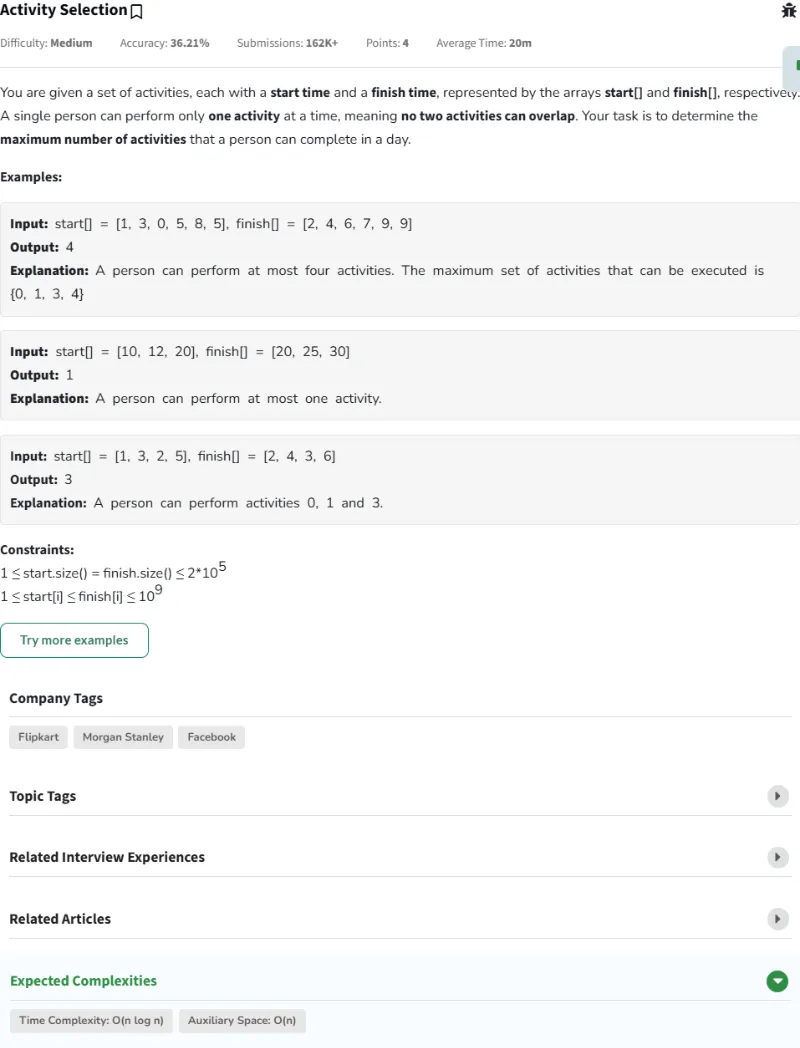 Activity Selection
Difficulty: Medium Accuracy: 36.21% Submissions: 162K+ Points: 4 Average Time: 20m
You are given a set of activities, each with a start time and a finish time, represented by the arrays start[] and finish[], respectively.
A single person can perform only one activity at a time, meaning no two activities can overlap. Your task is to determine the
maximum number of activities that a person can complete in a day.
Examples:
Input: start[] = [1, 3, 0, 5, 8, 5], finish[] = [2, 4, 6, 7, 9, 9]
Output: 4
Explanation: A person can perform at most four activities. The maximum set of activities that can be executed is
{0, 1, 3, 4}
Input: start[] = [10, 12, 20], finish[] = [20, 25, 30]
Output: 1
Explanation: A person can perform at most one activity.
Input: start[] = [1, 3, 2, 5], finish[] = [2, 4, 3, 6]
Output: 3
Explanation: A person can perform activities 0, 1 and 3.
Constraints:
1 ≤ start.size() = finish.size() ≤ 2*10^5
1 ≤ start[i] ≤ finish[i] ≤ 10^9
Try more examples
Company Tags
Flipkart Morgan Stanley Facebook
Topic Tags
Related Interview Experiences
Related Articles
Expected Complexities
Time Complexity: O(n log n) Auxiliary Space: O(n)